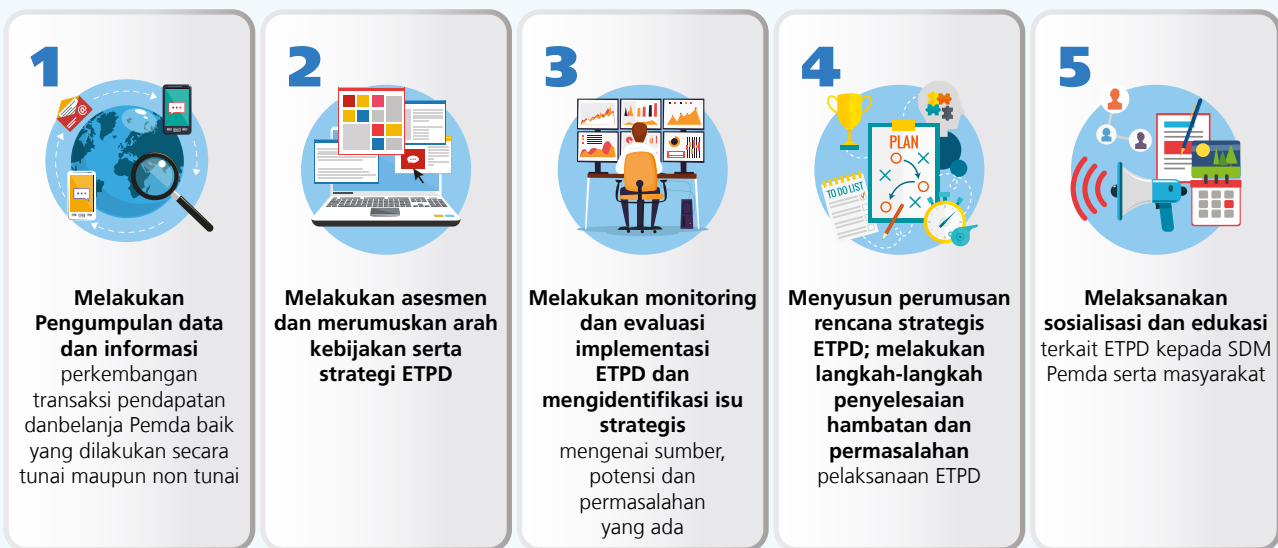 1
Melakukan
Pengumpulan data
dan informasi
perkembangan
transaksi pendapatan
danbelanja Pemda baik
yang dilakukan secara
tunai maupun non tunai
2
Melakukan asesmen
dan merumuskan arah
kebijakan serta
strategi ETPD
3
Melakukan monitoring
dan evaluasi
implementasi
ETPD dan
mengidentifikasi isu
strategis
mengenai sumber,
potensi dan
permasalahan
yang ada
4
PLAN
TO DO LIST
Menyusun perumusan
rencana strategis
ETPD; melakukan
langkah-langkah
penyelesaian
hambatan dan
permasalahan
pelaksanaan ETPD
5
Melaksanakan
sosialisasi dan edukasi
terkait ETPD kepada SDM
Pemda serta masyarakat